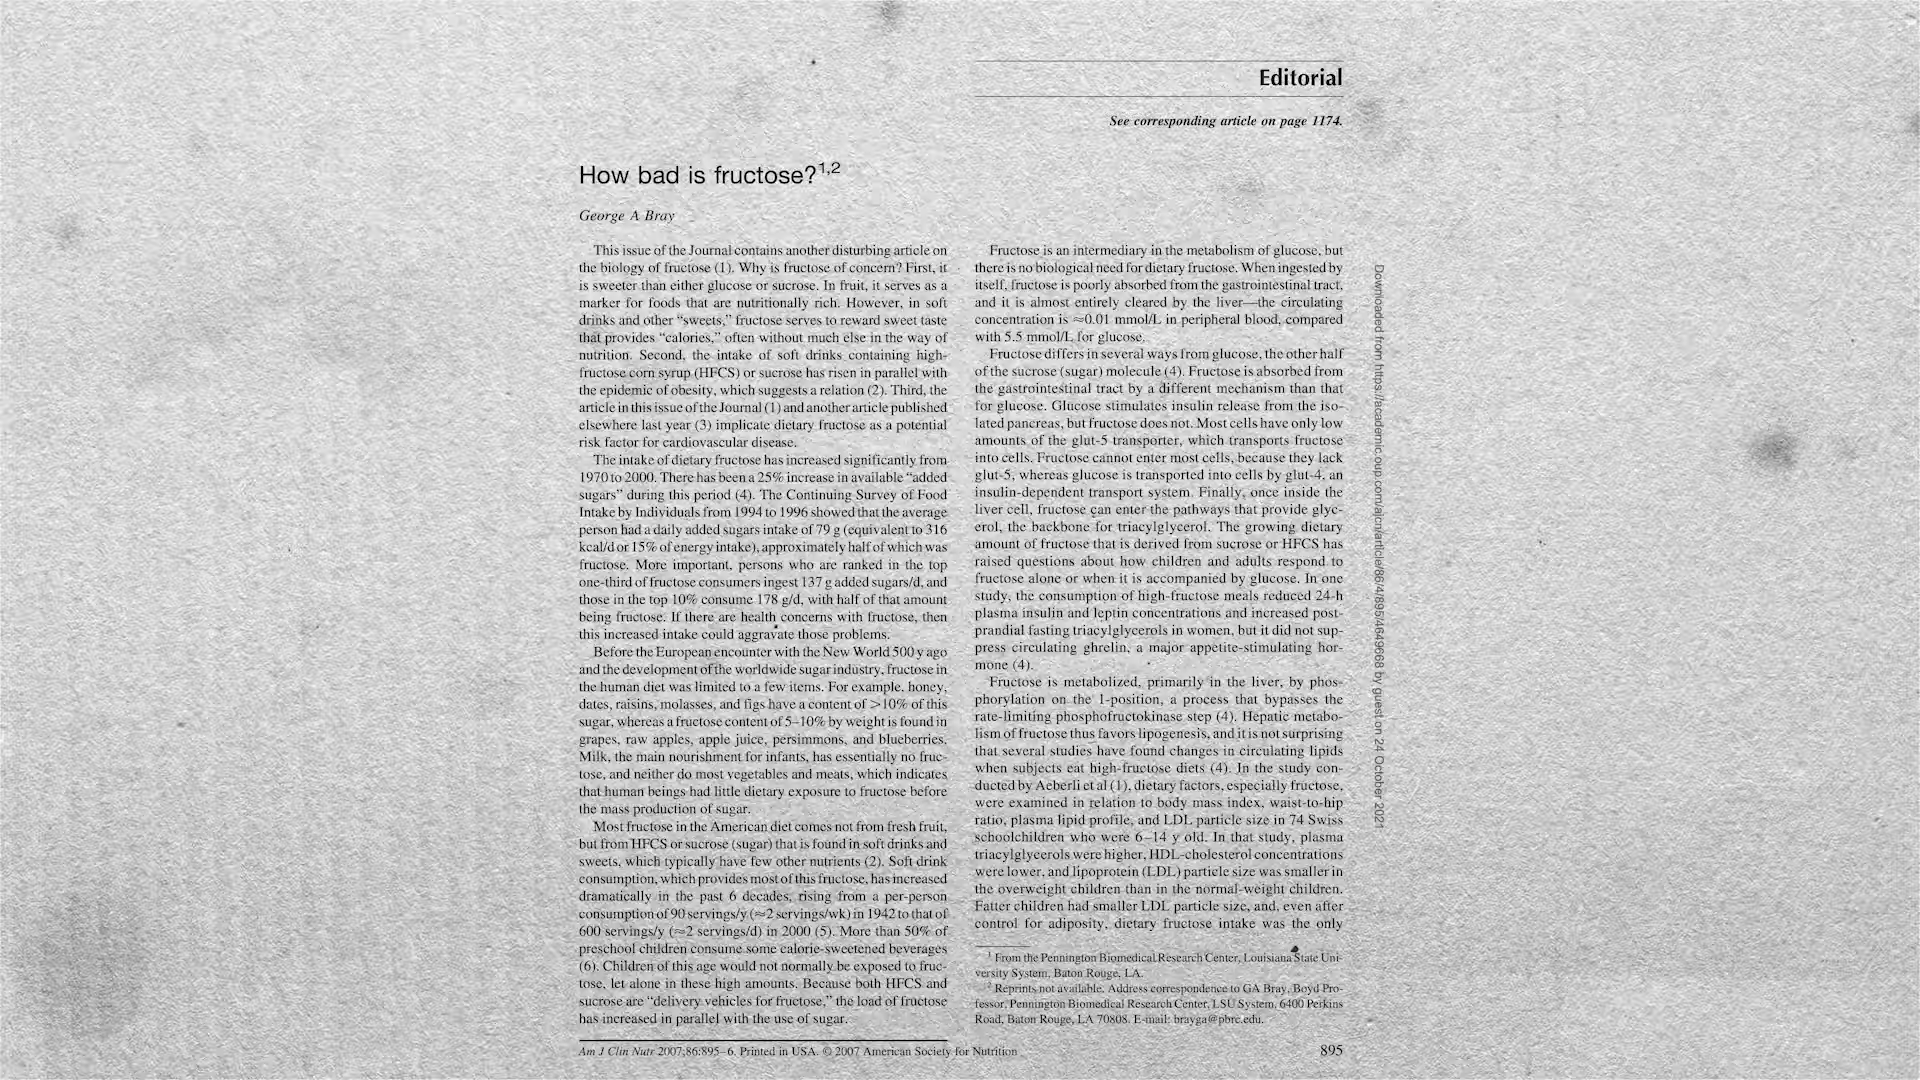 Editorial
See corresponding article on page 1174.
How bad is fructose?1,2
George A Bray
This issue of the Journal contains another disturbing article on
the biology of fructose (1). Why is fructose of concern? First, it
is sweeter than either glucose or sucrose. In fruit, it serves as a
marker for foods that are nutritionally rich. However, in soft
drinks and other “sweets,” fructose serves to reward sweet taste
that provides “calories,” often without much else in the way of
nutrition. Second, the intake of soft drinks containing high-
fructose corn syrup (HFCS) or sucrose has risen in parallel with
the epidemic of obesity, which suggests a relation (2). Third, the
article in this issue of the Journal (1) and another article published
elsewhere last year (3) implicate dietary fructose as a potential
risk factor for cardiovascular disease.
The intake of dietary fructose has increased significantly from
1970 to 2000. There has been a 25% increase in available “added
sugars” during this period (4). The Continuing Survey of Food
Intake by Individuals from 1994 to 1996 showed that the average
person had a daily added sugars intake of 79 g (equivalent to 316
kcal/d or 15% of energy intake), approximately half of which was
fructose. More important, persons who are ranked in the top
one-third of fructose consumers ingest 137 g added sugars/d, and
those in the top 10% consume 178 g/d, with half of that amount
being fructose. If there are health concerns with fructose, then
this increased intake could aggravate those problems.
Before the European encounter with the New World 500 y ago
and the development of the worldwide sugar industry, fructose in
the human diet was limited to a few items. For example, honey,
dates, raisins, molasses, and figs have a content of >10% of this
sugar, whereas a fructose content of 5–10% by weight is found in
grapes, raw apples, apple juice, persimmons, and blueberries.
Milk, the main nourishment for infants, has essentially no fruc-
tose, and neither do most vegetables and meats, which indicates
that human beings had little dietary exposure to fructose before
the mass production of sugar.
Most fructose in the American diet comes not from fresh fruit,
but from HFCS or sucrose (sugar) that is found in soft drinks and
sweets, which typically have few other nutrients (2). Soft drink
consumption, which provides most of this fructose, has increased
dramatically in the past 6 decades, rising from a per-person
consumption of 90 servings/y (≈2 servings/wk) in 1942 to that of
600 servings/y (≈2 servings/d) in 2000 (5). More than 50% of
preschool children consume some calorie-sweetened beverages
(6). Children of this age would not normally be exposed to fruc-
tose, let alone in these high amounts. Because both HFCS and
sucrose are “delivery vehicles for fructose,” the load of fructose
has increased in parallel with the use of sugar.
Fructose is an intermediary in the metabolism of glucose, but
there is no biological need for dietary fructose. When ingested by
itself, fructose is poorly absorbed from the gastrointestinal tract,
and it is almost entirely cleared by the liver—the circulating
concentration is ≈0.01 mmol/L in peripheral blood, compared
with 5.5 mmol/L for glucose.
Fructose differs in several ways from glucose, the other half
of the sucrose (sugar) molecule (4). Fructose is absorbed from
the gastrointestinal tract by a different mechanism than that
for glucose. Glucose stimulates insulin release from the iso-
lated pancreas, but fructose does not. Most cells have only low
amounts of the glut-5 transporter, which transports fructose
into cells. Fructose cannot enter most cells, because they lack
glut-5, whereas glucose is transported into cells by glut-4, an
insulin-dependent transport system. Finally, once inside the
liver cell, fructose can enter the pathways that provide glyc-
erol, the backbone for triacylglycerol. The growing dietary
amount of fructose that is derived from sucrose or HFCS has
raised questions about how children and adults respond to
fructose alone or when it is accompanied by glucose. In one
study, the consumption of high-fructose meals reduced 24-h
plasma insulin and leptin concentrations and increased post-
prandial fasting triacylglycerols in women, but it did not sup-
press circulating ghrelin, a major appetite-stimulating hor-
mone (4).
Fructose is metabolized, primarily in the liver, by phos-
phorylation on the 1-position, a process that bypasses the
rate-limiting phosphofructokinase step (4). Hepatic metabo-
lism of fructose thus favors lipogenesis, and it is not surprising
that several studies have found changes in circulating lipids
when subjects eat high-fructose diets (4). In the study con-
ducted by Aeberli et al (1), dietary factors, especially fructose,
were examined in relation to body mass index, waist-to-hip
ratio, plasma lipid profile, and LDL particle size in 74 Swiss
schoolchildren who were 6–14 y old. In that study, plasma
triacylglycerols were higher, HDL-cholesterol concentrations
were lower, and lipoprotein (LDL) particle size was smaller in
the overweight children than in the normal-weight children.
Fatter children had smaller LDL particle size, and, even after
control for adiposity, dietary fructose intake was the only
1 From the Pennington Biomedical Research Center, Louisiana State Uni-
versity System, Baton Rouge, LA.
2 Reprints not available. Address correspondence to GA Bray, Boyd Pro-
fessor, Pennington Biomedical Research Center, LSU System, 6400 Perkins
Road, Baton Rouge, LA 70808. E-mail: brayga@pbrc.edu.
Am J Clin Nutr 2007;86:895–6. Printed in USA. © 2007 American Society for Nutrition
895
Downloaded from https://academic.oup.com/ajcn/article/86/4/895/4649668 by guest on 24 October 2021